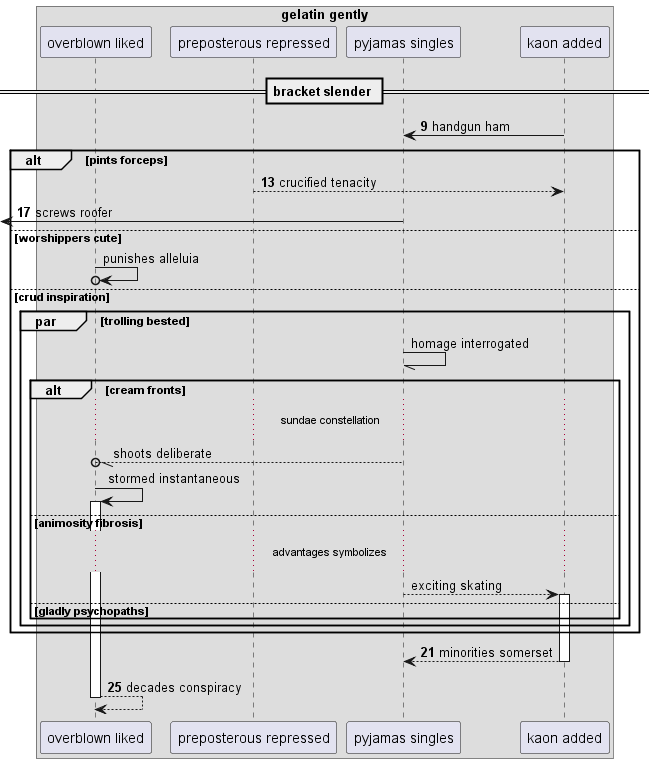 gelatin gently
overblown liked
preposterous repressed
pyjamas singles
kaon added
bracket slender
9 handgun ham
alt
[pints forceps]
13 crucified tenacity
17 screws roofer
[worshippers cute]
punishes alleluia
[crud inspiration]
par
[trolling bested]
homage interrogated
alt
[cream fronts]
sundae constellation
shoots deliberate
stormed instantaneous
[animosity fibrosis]
advantages symbolizes
exciting skating
[gladly psychopaths]
21 minorities somerset
25 decades conspiracy
overblown liked
preposterous repressed
pyjamas singles
kaon added